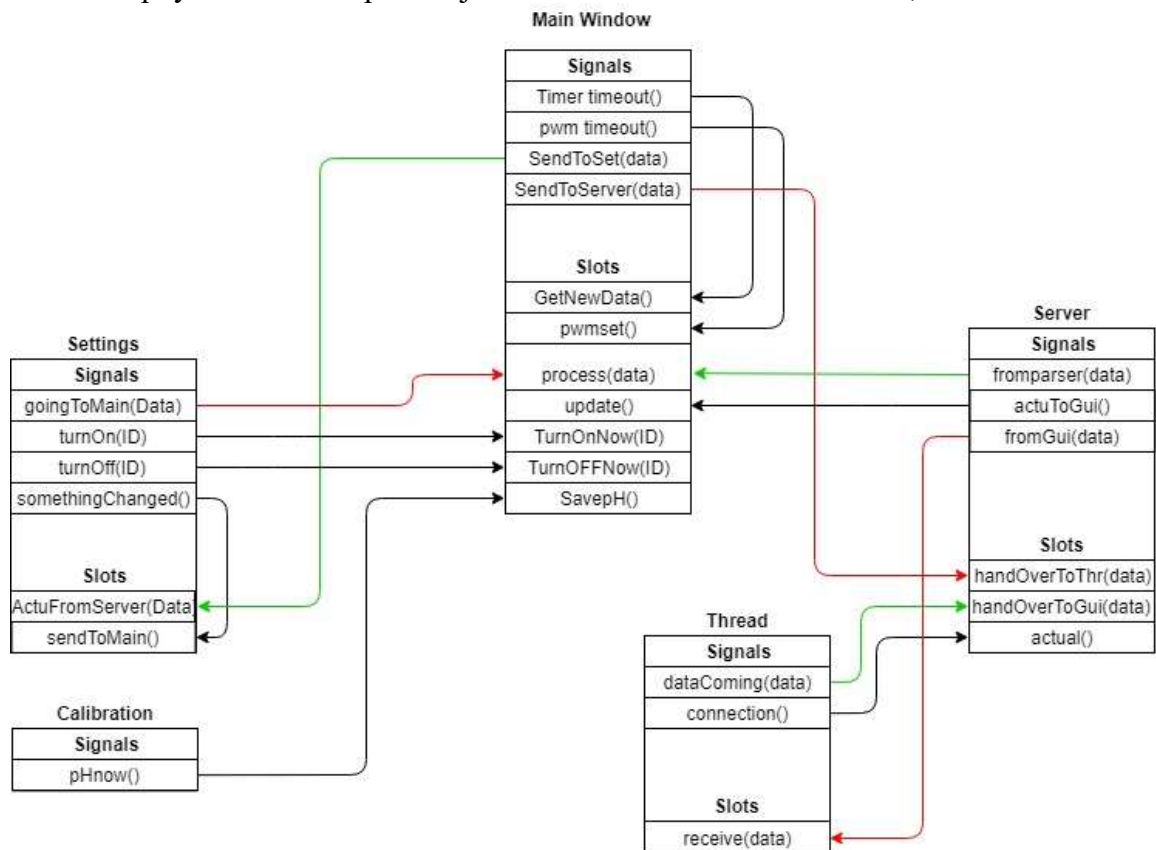 Main Window
Signals
Timer timeout()
pwm timeout()
SendToSet(data)
SendToServer(data)
Slots
GetNewData()
pwmset()
process(data)
update()
TurnOnNow(ID)
TurnOFFNow(ID)
SavepH()
Settings
Signals
goingToMain(Data)
turnOn(ID)
turnOff(ID)
somethingChanged()
Slots
ActuFromServer(Data)
sendToMain()
Calibration
Signals
pHnow()
Server
Signals
fromparser(data)
actuToGui()
fromGui(data)
Slots
handOverToThr(data)
handOverToGui(data)
actual()
Thread
Signals
dataComing(data)
connection()
Slots
receive(data)